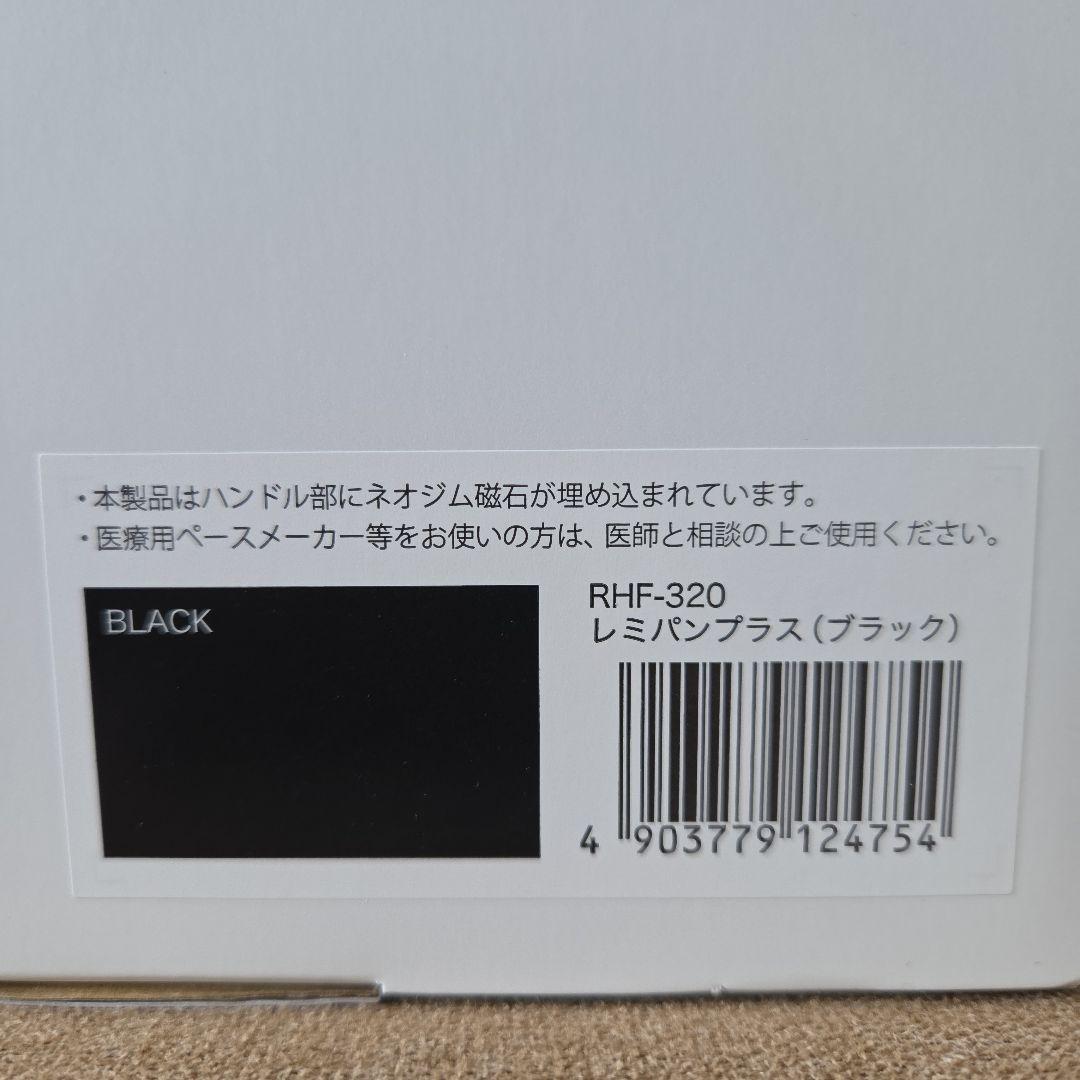 ・本製品はハンドル部にネオジム磁石が埋め込まれています。
・医療用ペースメーカー等をお使いの方は、医師と相談の上ご使用ください。
BLACK
RHF-320
レミパンプラス（ブラック）
4 903779 124754